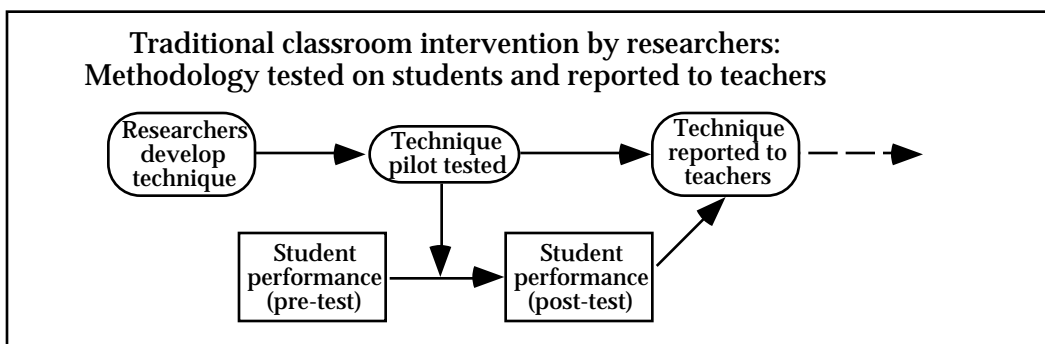 Traditional classroom intervention by researchers:
Methodology tested on students and reported to teachers
Researchers
develop
technique
Technique
pilot tested
Technique
reported to
teachers
Student
performance
(pre-test)
Student
performance
(post-test)